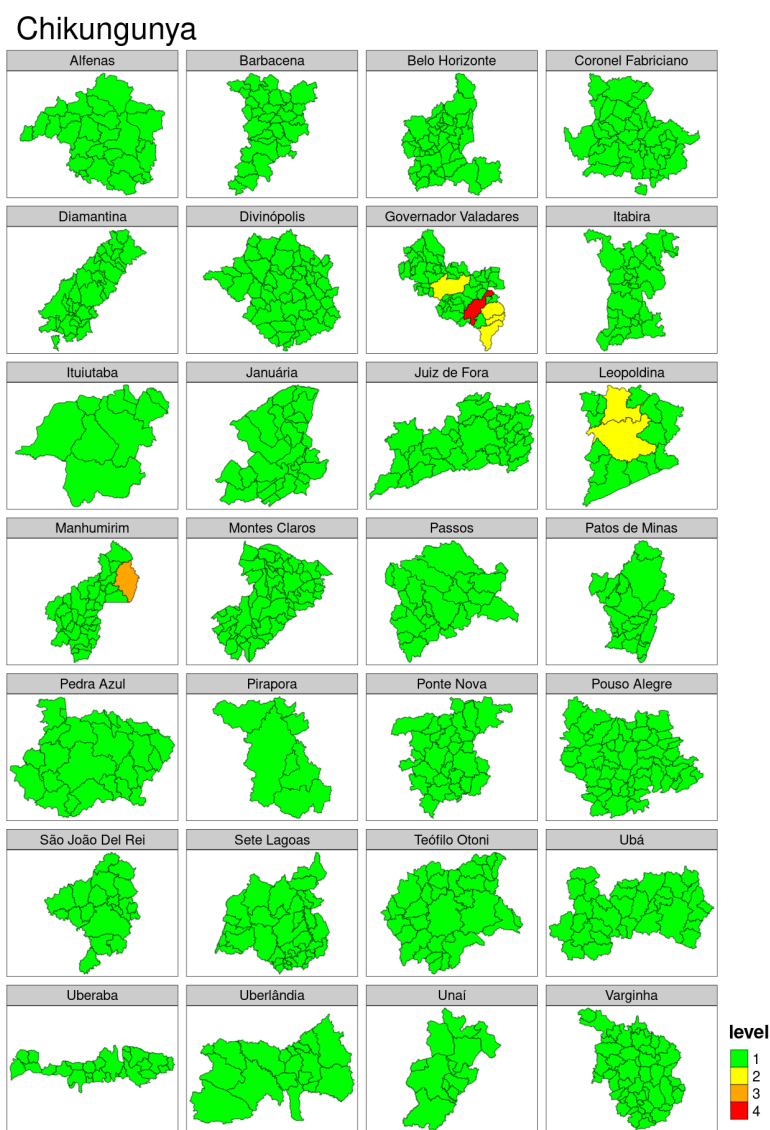 Chikungunya
Alfenas
Barbacena
Belo Horizonte
Coronel Fabriciano
Diamantina
Divinópolis
Governador Valadares
Itabira
Ituiutaba
Januária
Juiz de Fora
Leopoldina
Manhumirim
Montes Claros
Passos
Patos de Minas
Pedra Azul
Pirapora
Ponte Nova
Pouso Alegre
São João Del Rei
Sete Lagoas
Teófilo Otoni
Ubá
Uberaba
Uberlândia
Unaí
Varginha
level
1
2
3
4